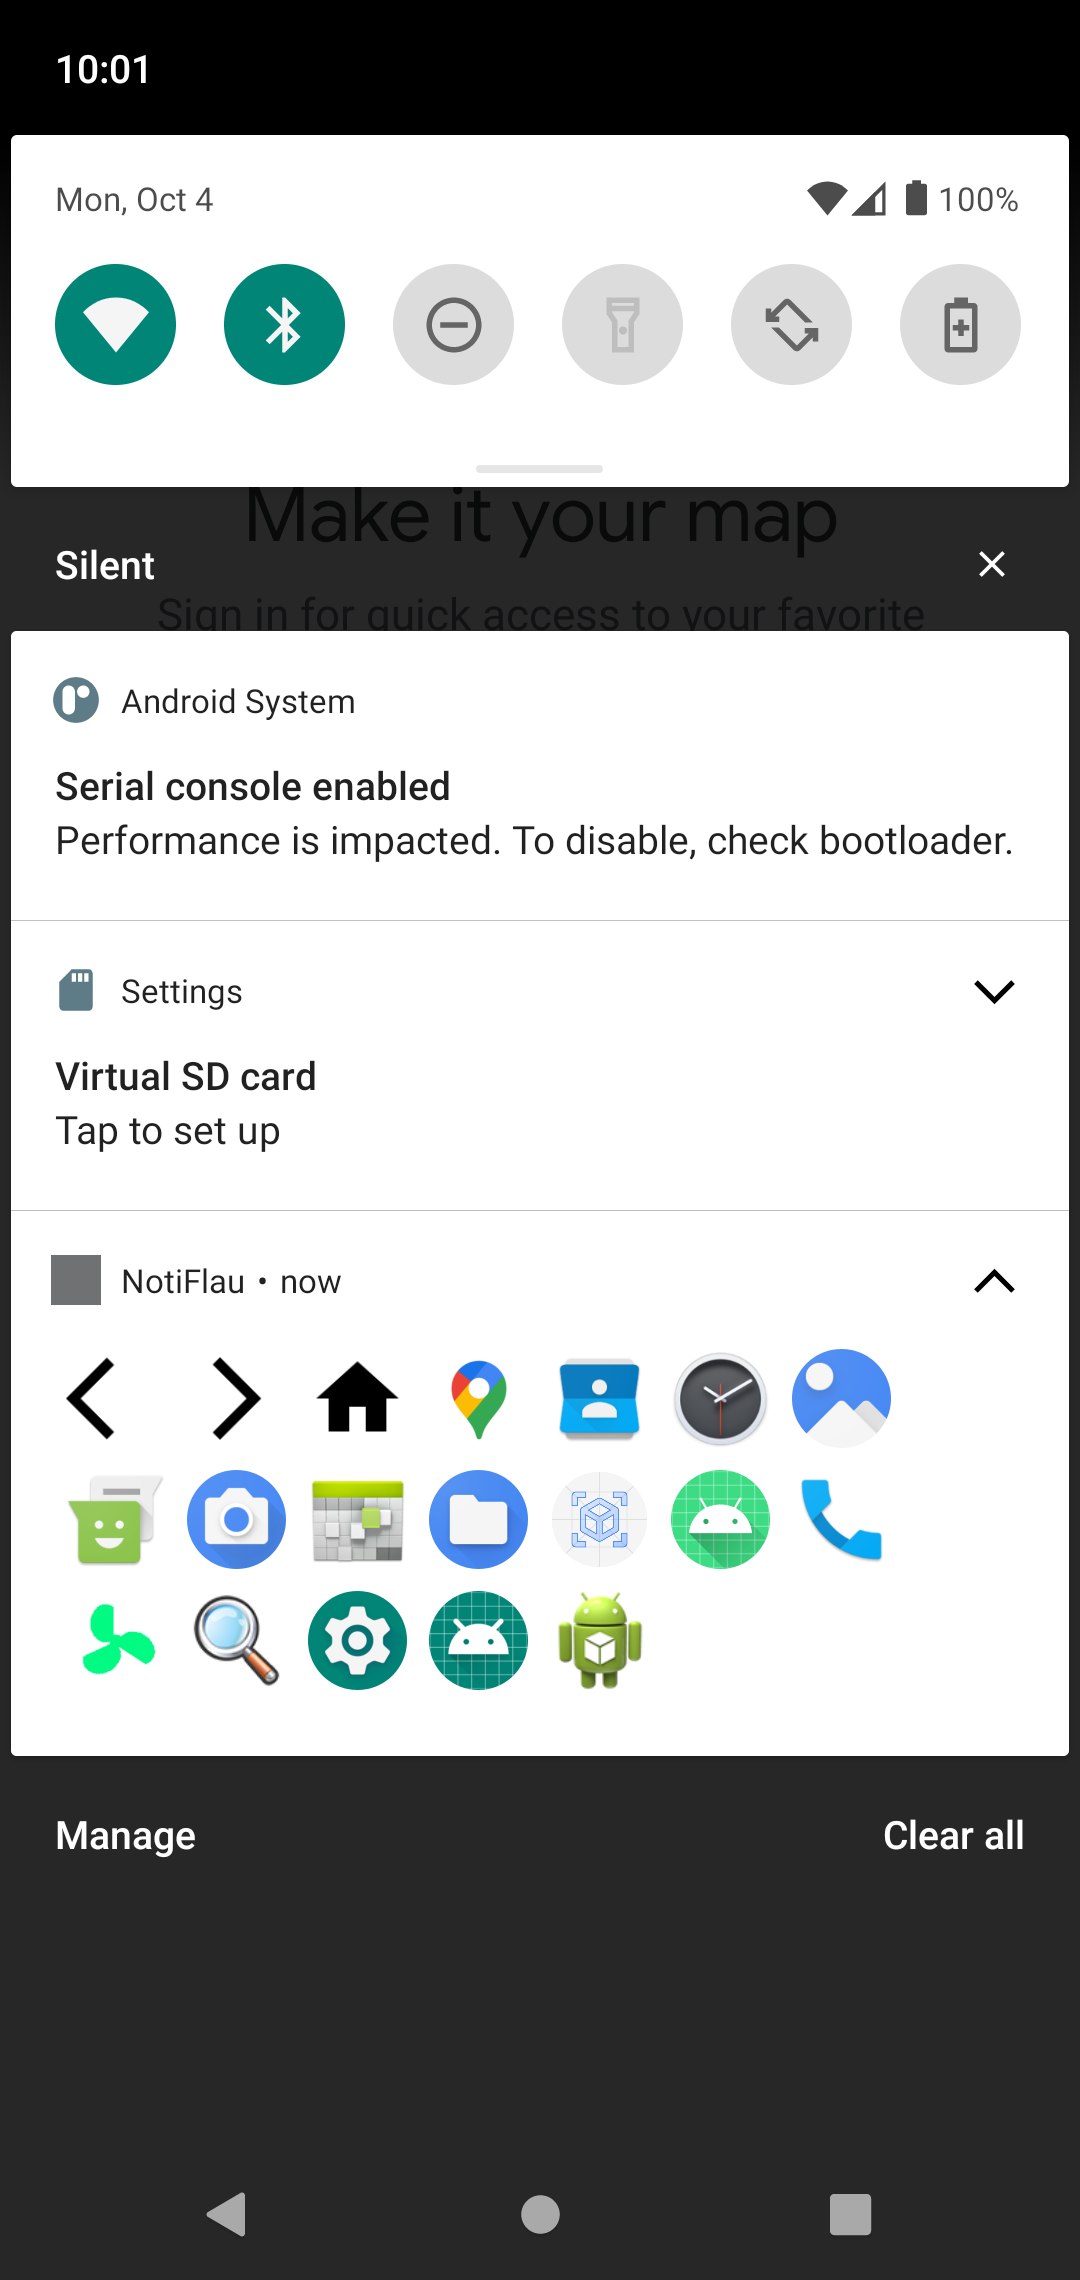 10:01
Mon, Oct 4
100%
Make it your map
Silent
Sign in for quick access to your favorite
Android System
Serial console enabled
Performance is impacted. To disable, check bootloader.
Settings
Virtual SD card
Tap to set up
NotiFlau • now
Manage
Clear all